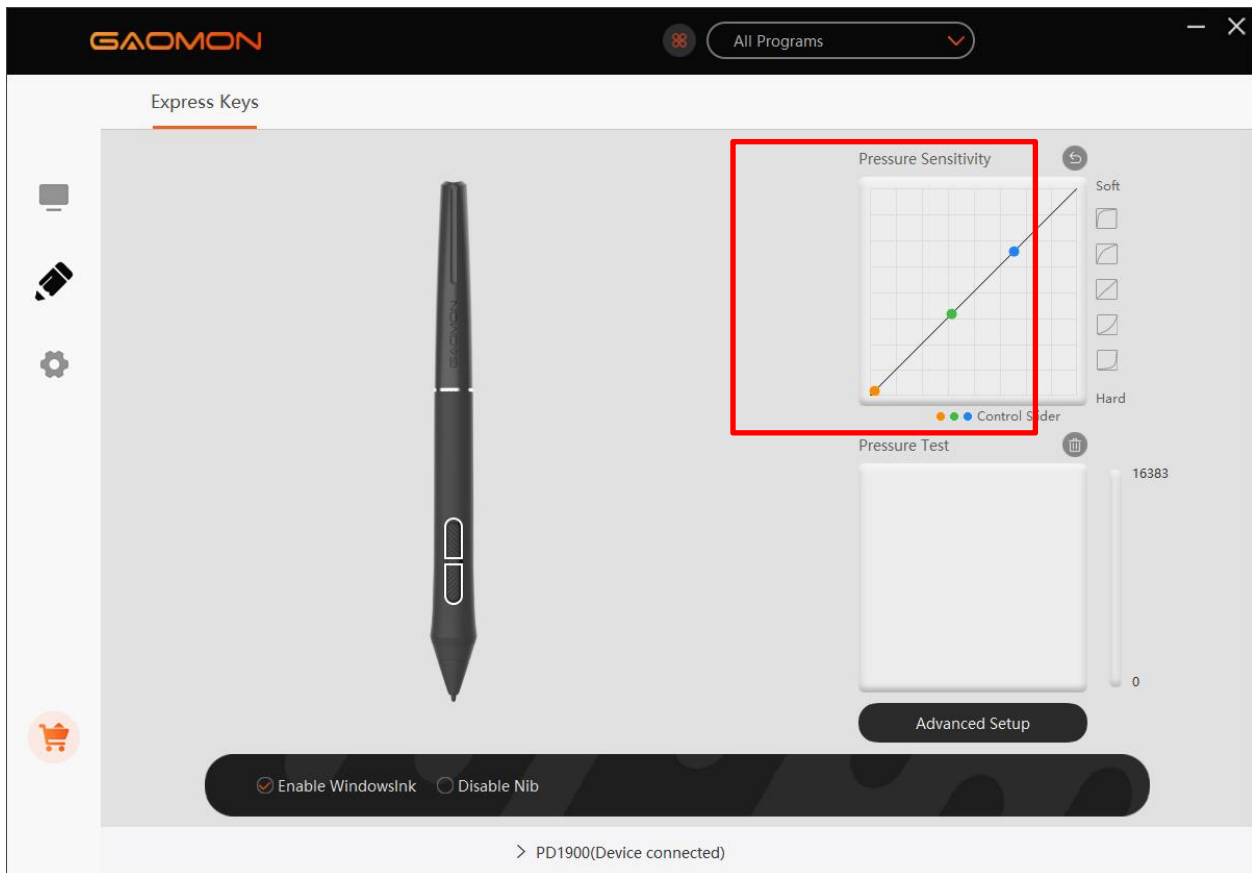 GAOMON
All Programs
Express Keys
Pressure Sensitivity
Soft
GAOMON
Hard
Control Slider
Pressure Test
16383
0
Advanced Setup
Enable WindowsInk Disable Nib
PD1900(Device connected)